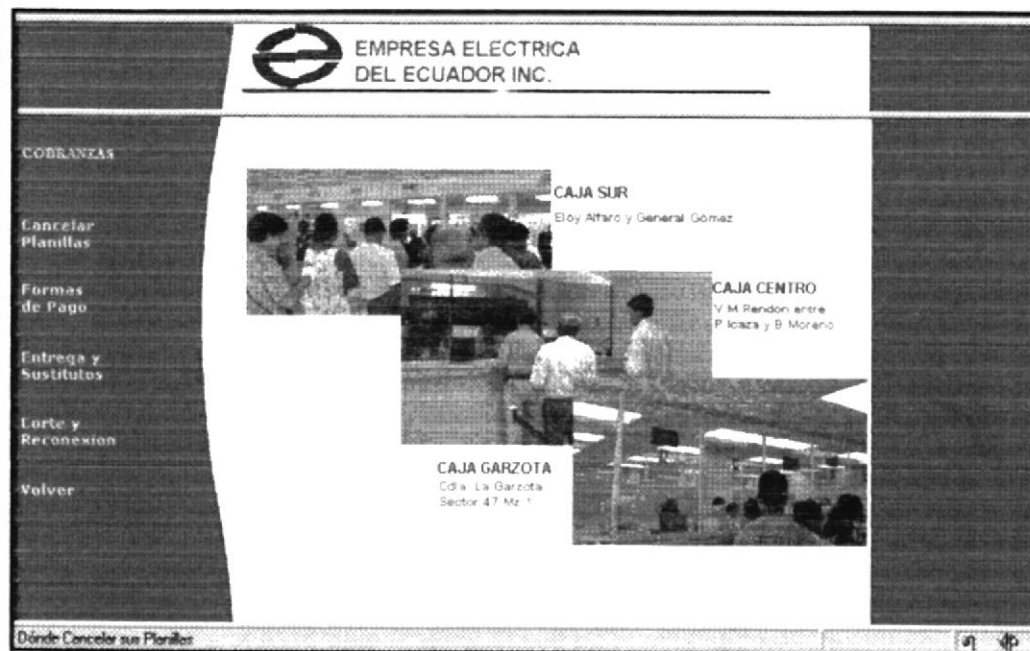 EMPRESA ELECTRICA
DEL ECUADOR INC.
COBRANZAS
Cancelar
Planillas
Formas
de Pago
Entrega y
Sustitutos
Corte y
Reconexion
Volver
CAJA SUR
Eloy Alfaro y General Gómez
CAJA CENTRO
V.M.Rendon entre
P.Icaza y B.Moreno
CAJA GARZOTA
Cdla. La Garzota
Sector 47 Mz 1
Dónde Cancelar sus Planillas